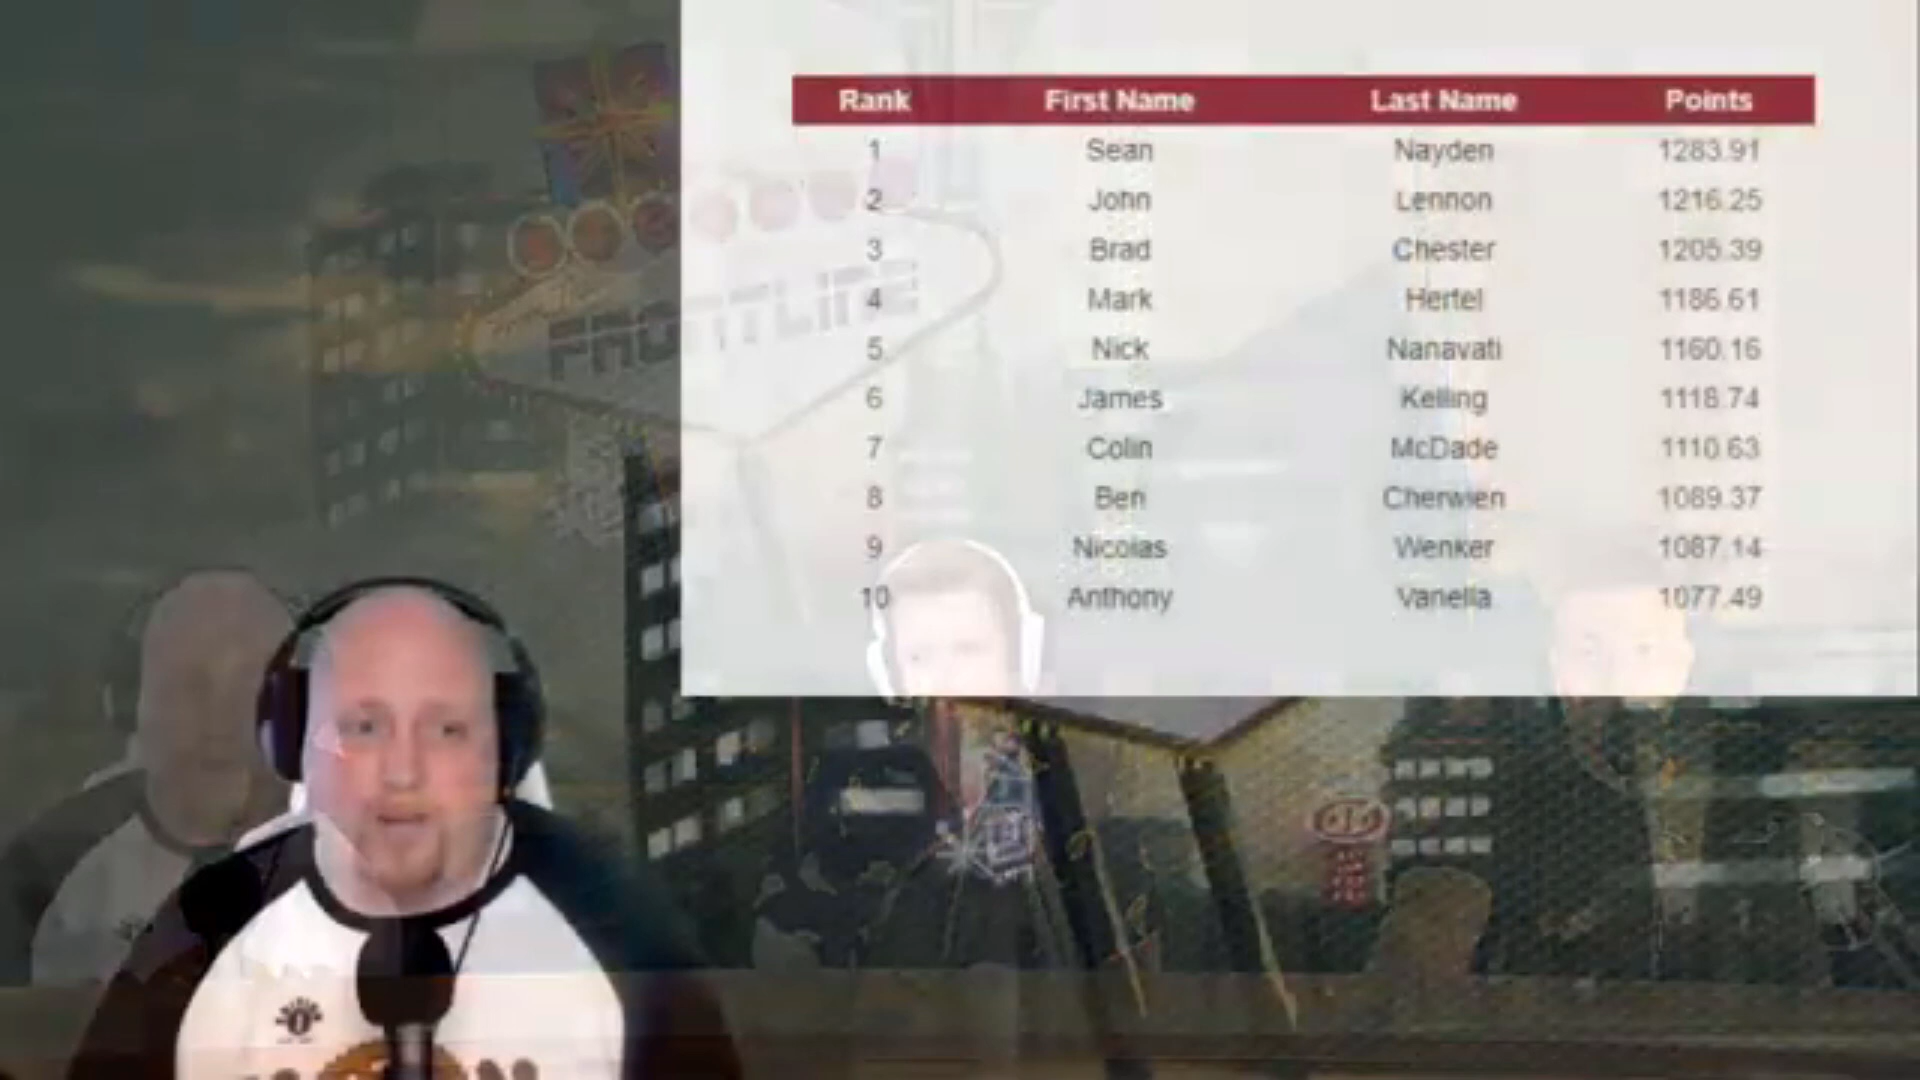 Rank First Name Last Name Points
1 Sean Nayden 1283.91
2 John Lennon 1216.25
3 Brad Chester 1205.39
4 Mark Hertel 1186.61
5 Nick Nanavati 1160.16
6 James Kelling 1118.74
7 Colin McDade 1110.63
8 Ben Cherwien 1089.37
9 Nicolas Wenker 1087.14
10 Anthony Vanella 1077.49
FRONTLINE